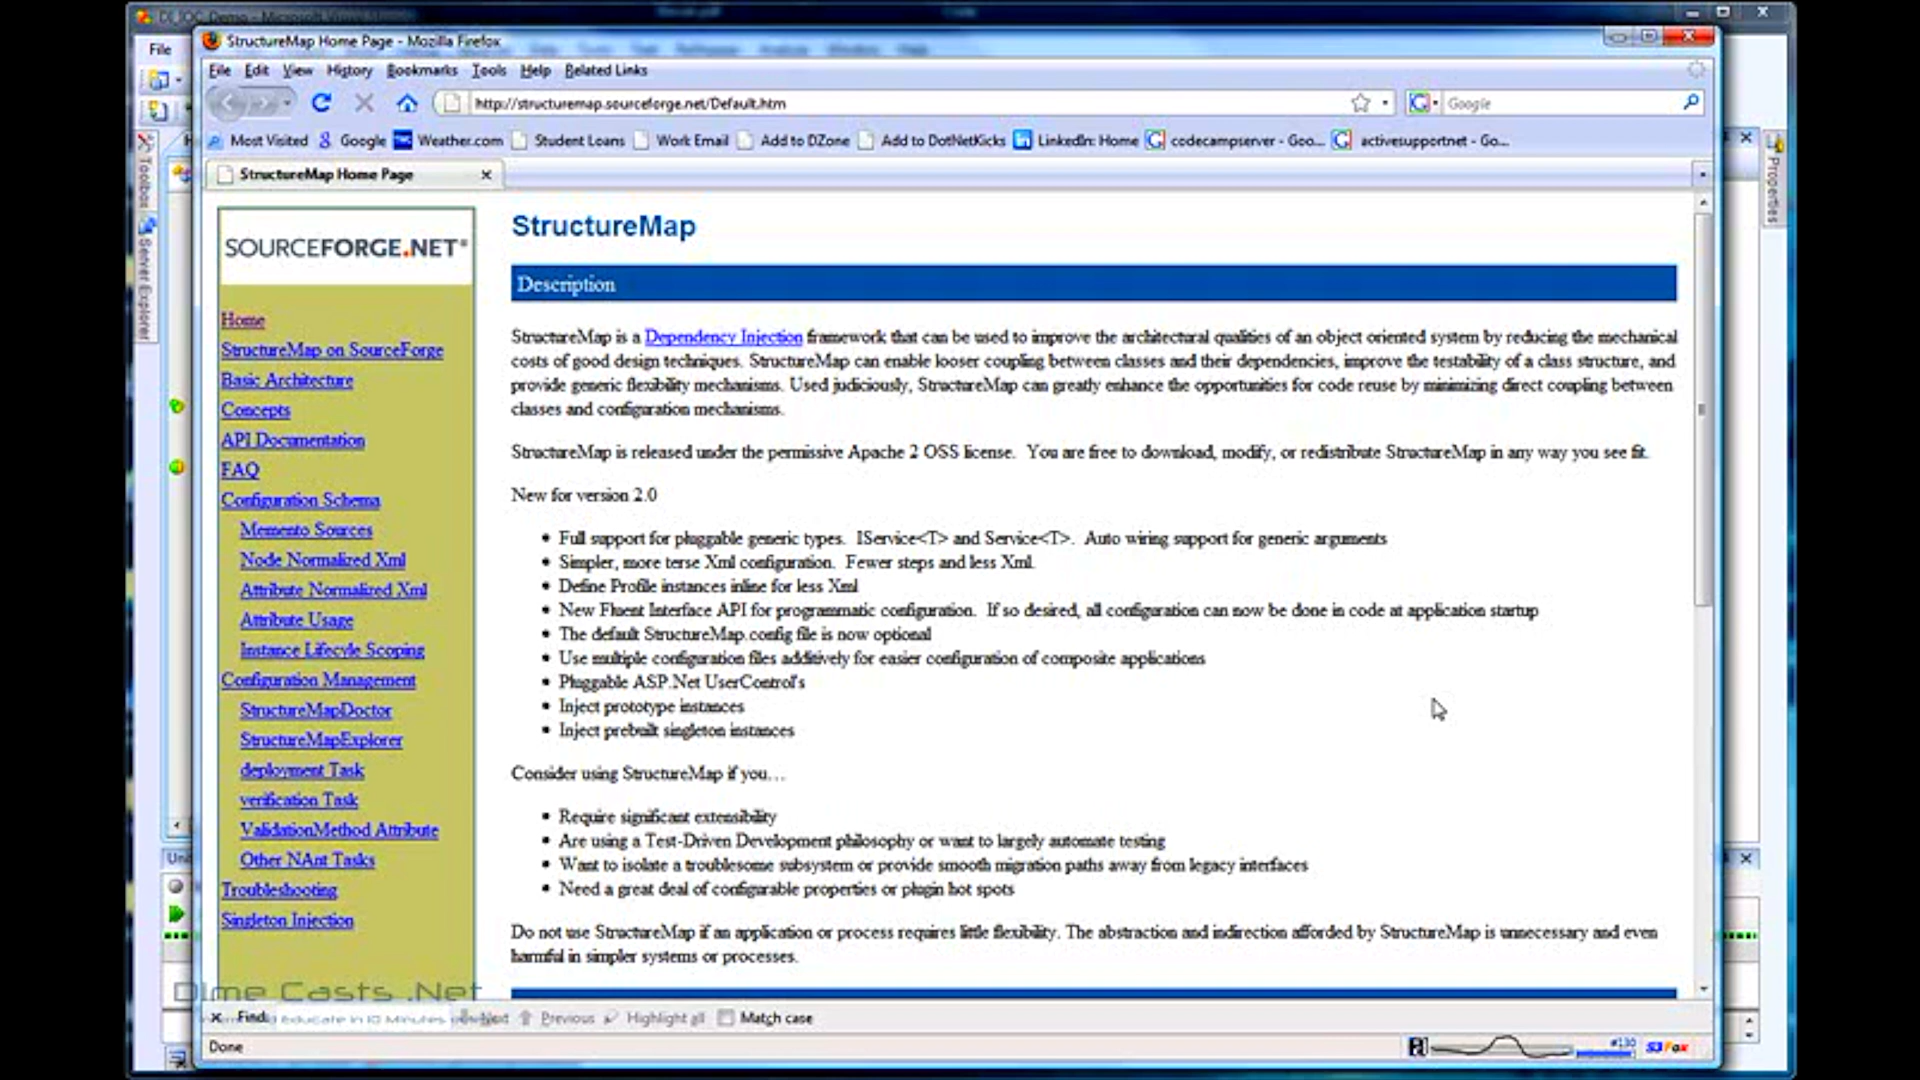 DI_IOC_Demo - Microsoft Visual
StructureMap Home Page - Mozilla Firefox
File
File Edit View History Bookmarks Tools Help Related Links
http://structuremap.sourceforge.net/Default.htm
Google
Most Visited Google Weather.com Student Loans Work Email Add to DZone Add to DotNetKicks LinkedIn: Home codecampserver - Goo... activesupportnet - Go...
StructureMap Home Page
Toolbox
Server Explorer
Properties
SOURCEFORGE.NET®
Home
StructureMap on SourceForge
Basic Architecture
Concepts
API Documentation
FAQ
Configuration Schema
Memento Sources
Node Normalized Xml
Attribute Normalized Xml
Attribute Usage
Instance Lifecyle Scoping
Configuration Management
StructureMapDoctor
StructureMapExplorer
deployment Task
verification Task
ValidationMethod Attribute
Other NAnt Tasks
Troubleshooting
Singleton Injection
StructureMap
Description
StructureMap is a Dependency Injection framework that can be used to improve the architectural qualities of an object oriented system by reducing the mechanical
costs of good design techniques. StructureMap can enable looser coupling between classes and their dependencies, improve the testability of a class structure, and
provide generic flexibility mechanisms. Used judiciously, StructureMap can greatly enhance the opportunities for code reuse by minimizing direct coupling between
classes and configuration mechanisms.
StructureMap is released under the permissive Apache 2 OSS license. You are free to download, modify, or redistribute StructureMap in any way you see fit.
New for version 2.0
• Full support for pluggable generic types. IService<T> and Service<T>. Auto wiring support for generic arguments
• Simpler, more terse Xml configuration. Fewer steps and less Xml.
• Define Profile instances inline for less Xml
• New Fluent Interface API for programmatic configuration. If so desired, all configuration can now be done in code at application startup
• The default StructureMap.config file is now optional
• Use multiple configuration files additively for easier configuration of composite applications
• Pluggable ASP.Net UserControl's
• Inject prototype instances
• Inject prebuilt singleton instances
Consider using StructureMap if you…
• Require significant extensibility
• Are using a Test-Driven Development philosophy or want to largely automate testing
• Want to isolate a troublesome subsystem or provide smooth migration paths away from legacy interfaces
• Need a great deal of configurable properties or plugin hot spots
Do not use StructureMap if an application or process requires little flexibility. The abstraction and indirection afforded by StructureMap is unnecessary and even
harmful in simpler systems or processes.
Dime Casts .Net
Educate in 10 Minutes
Find: Next Previous Highlight all Match case
Done
#130 S3Fox